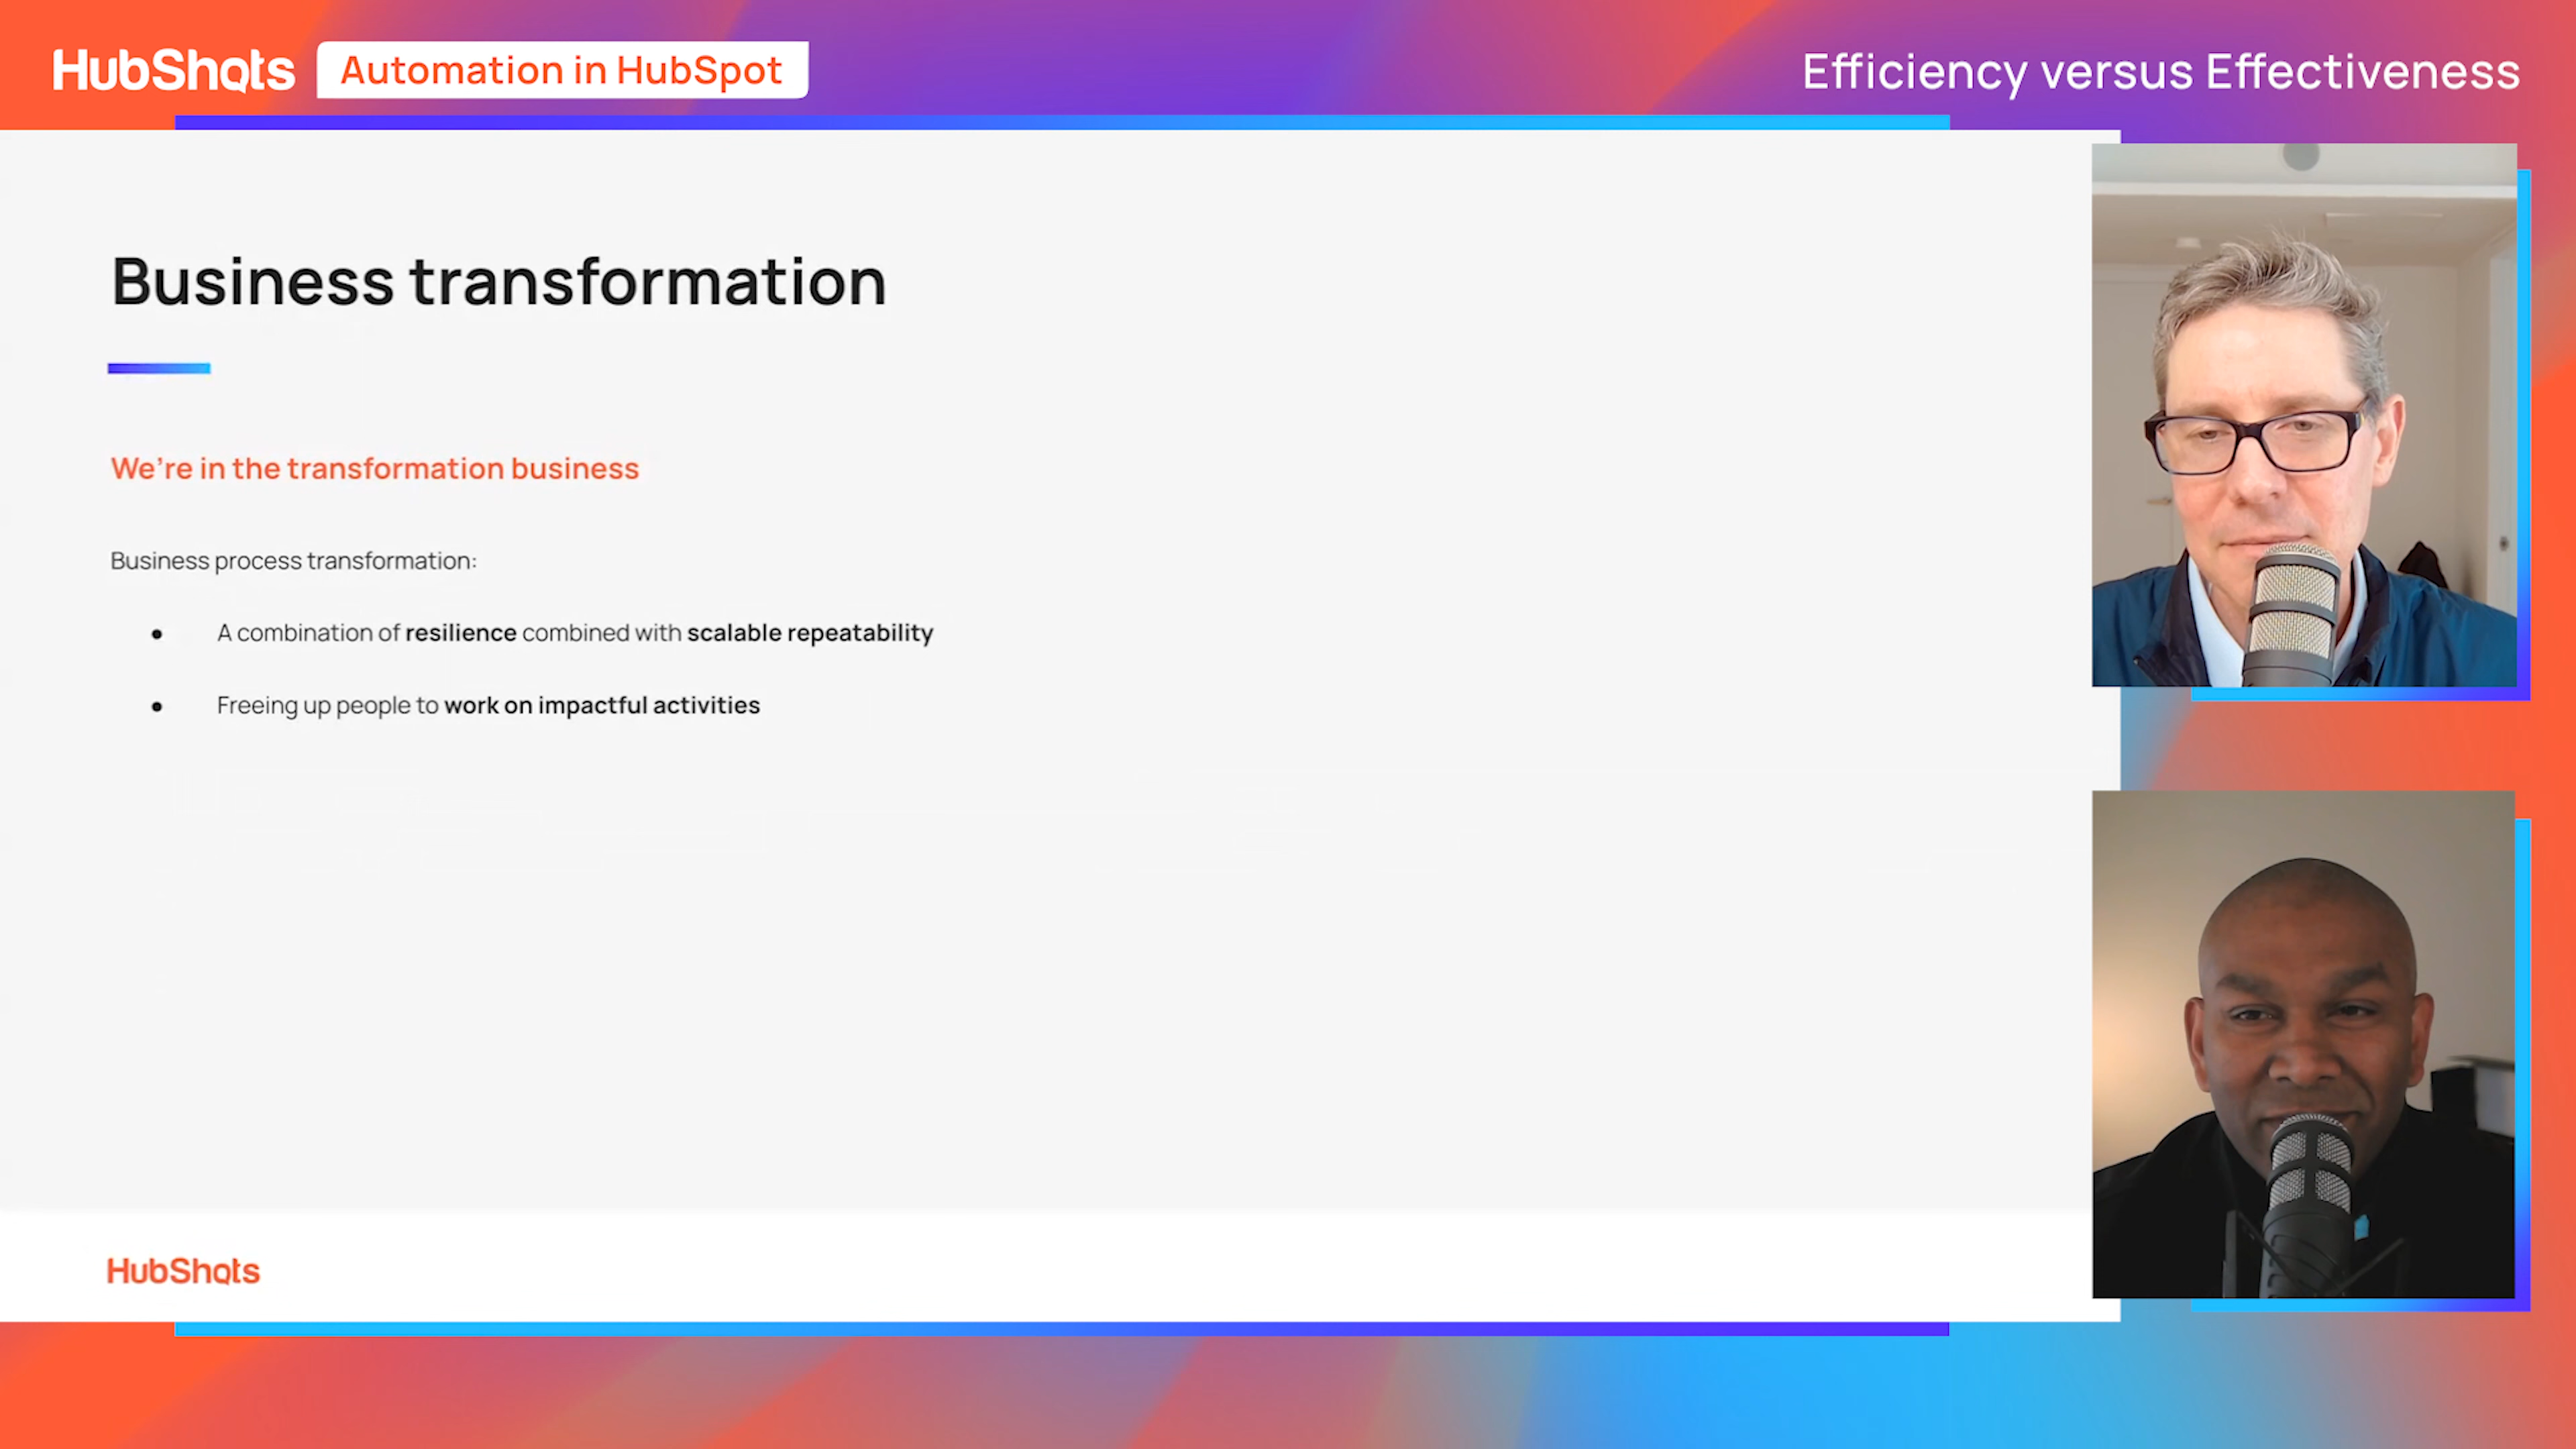 HubShots
Automation in HubSpot
Efficiency versus Effectiveness
Business transformation
We're in the transformation business
Business process transformation:
● A combination of resilience combined with scalable repeatability
● Freeing up people to work on impactful activities
HubShots